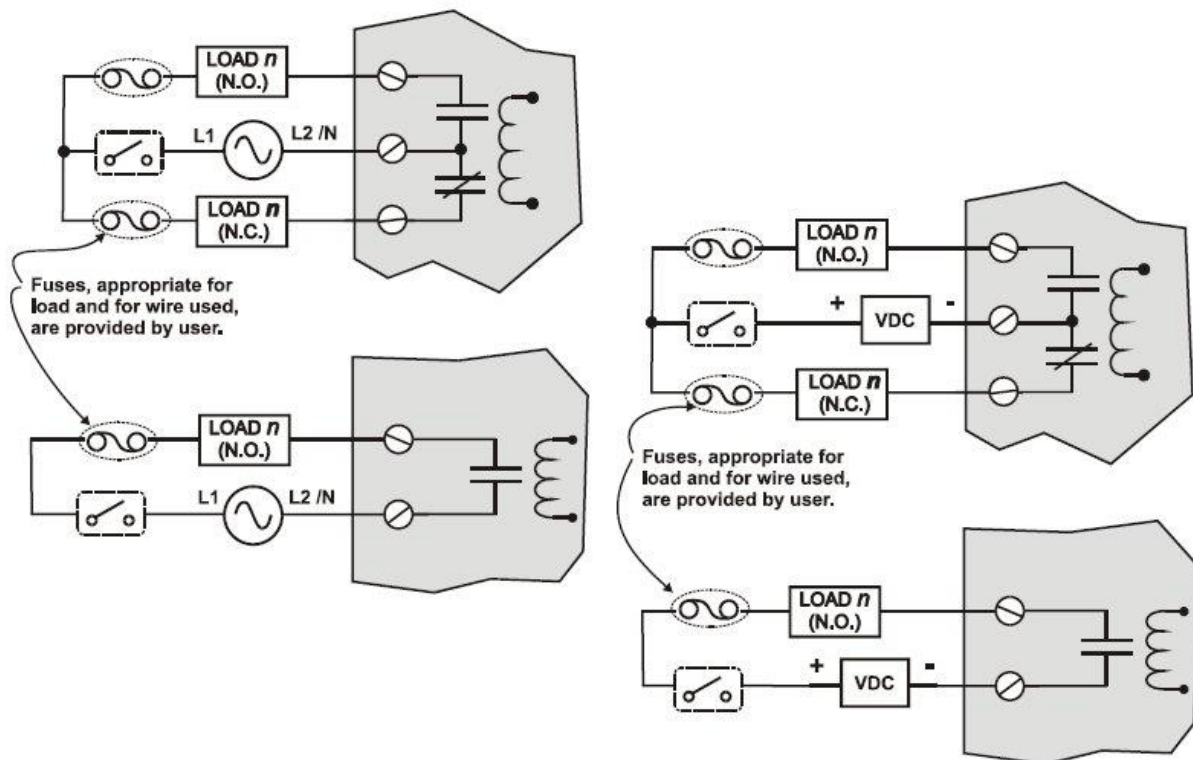 LOAD n
(N.O.)
L1
L2 /N
LOAD n
(N.C.)
Fuses, appropriate for
load and for wire used,
are provided by user.
LOAD n
(N.O.)
L1
L2 /N
LOAD n
(N.O.)
+
VDC
-
LOAD n
(N.C.)
Fuses, appropriate for
load and for wire used,
are provided by user.
LOAD n
(N.O.)
+
VDC
-